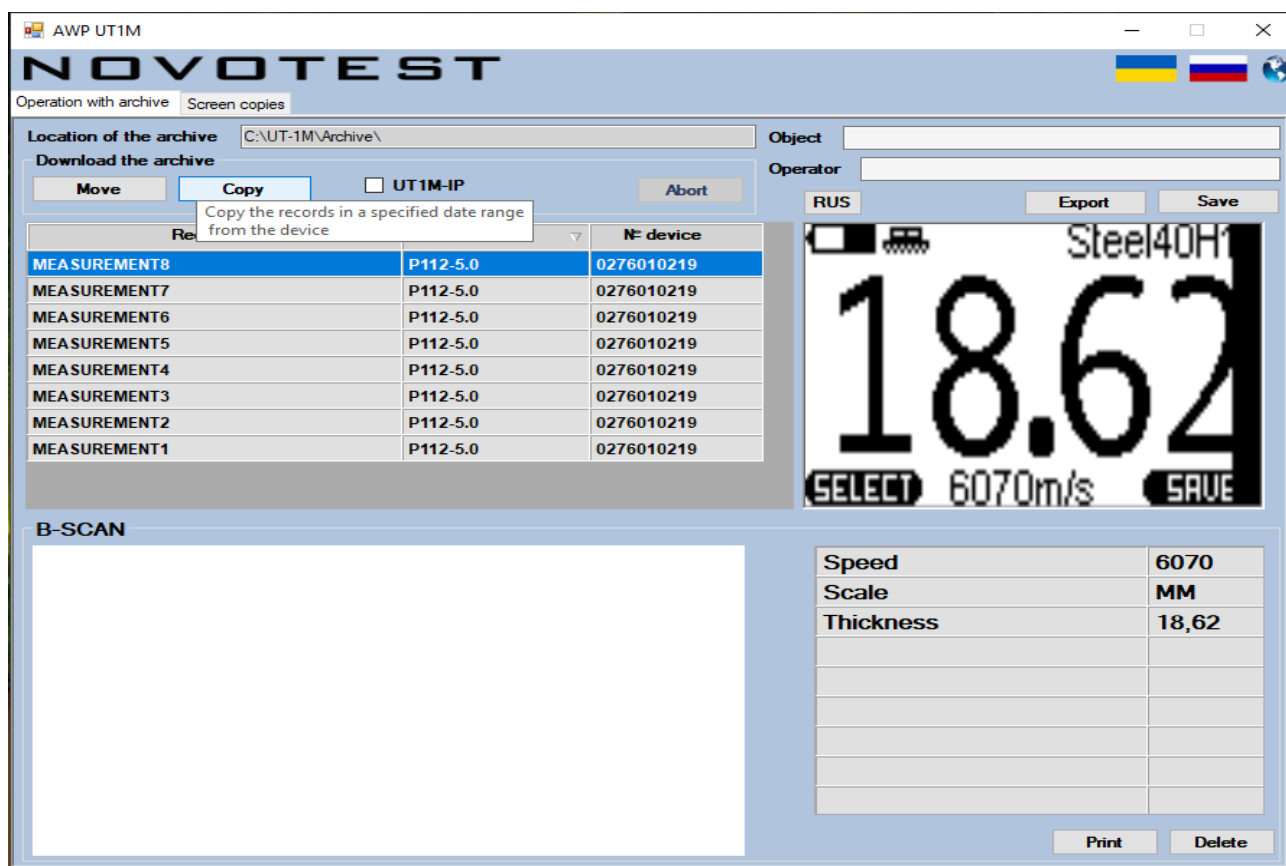 AWP UT1M
NOVOTEST
Operation with archive Screen copies
Location of the archive C:\UT-1M\Archive\
Object
Download the archive
Operator
Move Copy UT1M-IP Abort
RUS Export Save
Copy the records in a specified date range
from the device
Re № device
MEASUREMENT8 P112-5.0 0276010219
MEASUREMENT7 P112-5.0 0276010219
MEASUREMENT6 P112-5.0 0276010219
MEASUREMENT5 P112-5.0 0276010219
MEASUREMENT4 P112-5.0 0276010219
MEASUREMENT3 P112-5.0 0276010219
MEASUREMENT2 P112-5.0 0276010219
MEASUREMENT1 P112-5.0 0276010219
Steel40H1
18.62
SELECT 6070m/s SAVE
B-SCAN
Speed 6070
Scale MM
Thickness 18,62
Print Delete